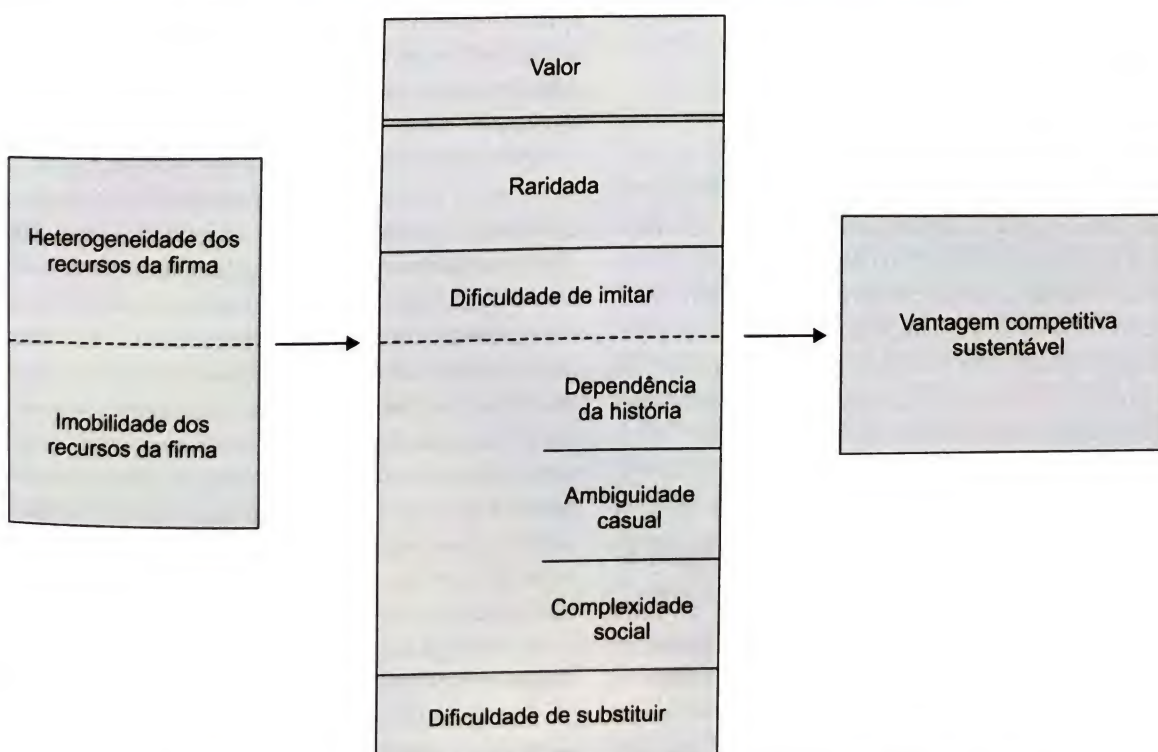 Heterogeneidade dos
recursos da firma
Imobilidade dos
recursos da firma
Valor
Raridada
Dificuldade de imitar
Dependência
da história
Ambiguidade
casual
Complexidade
social
Dificuldade de substituir
Vantagem competitiva
sustentável